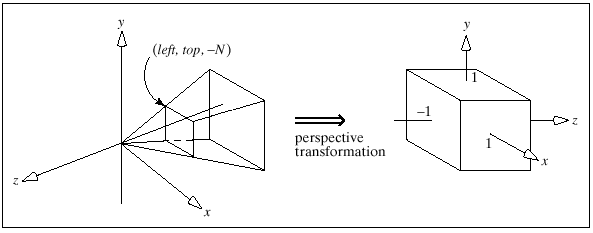 y
(left, top, –N)
z
x
perspective
transformation
y
1
–1
z
1
x